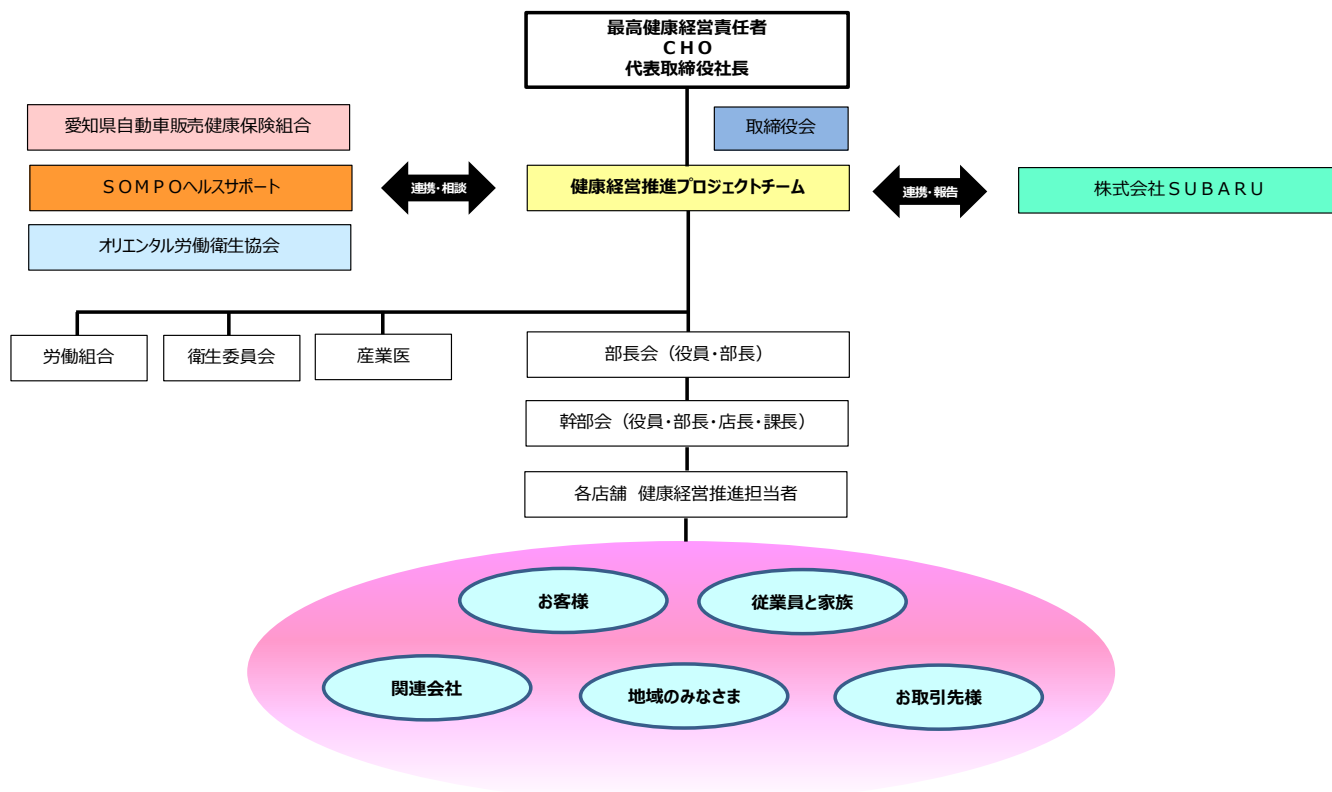 最高健康経営責任者
ＣＨＯ
代表取締役社長
愛知県自動車販売健康保険組合
取締役会
ＳＯＭＰＯヘルスサポート
連携・相談
健康経営推進プロジェクトチーム
連携・報告
株式会社ＳＵＢＡＲＵ
オリエンタル労働衛生協会
労働組合
衛生委員会
産業医
部長会（役員・部長）
幹部会（役員・部長・店長・課長）
各店舗 健康経営推進担当者
お客様
従業員と家族
関連会社
地域のみなさま
お取引先様